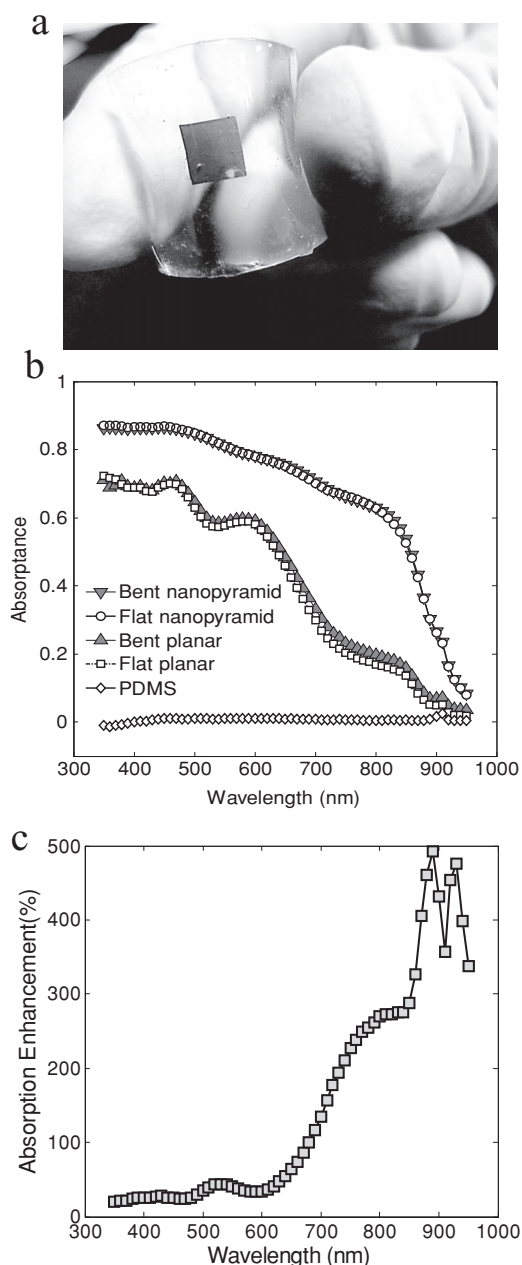 a
b
1
0.8
0.6
0.4
0.2
0
Absorptance
Bent nanopyramid
Flat nanopyramid
Bent planar
Flat planar
PDMS
300 400 500 600 700 800 900 1000
Wavelength (nm)
c
500
400
300
200
100
0
Absorption Enhancement(%)
300 400 500 600 700 800 900 1000
Wavelength (nm)